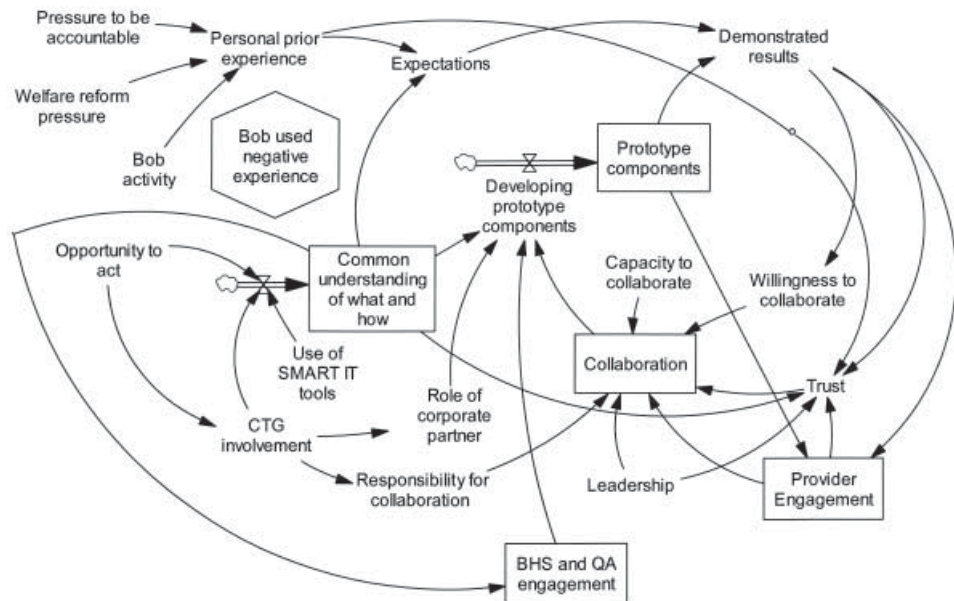 Pressure to be
accountable
Personal prior
experience
Expectations
Demonstrated
results
Welfare reform
pressure
Bob
activity
Bob used
negative
experience
Prototype
components
Developing
prototype
components
Opportunity to
act
Common
understanding
of what and
how
Capacity to
collaborate
Willingness to
collaborate
Use of
SMART IT
tools
Collaboration
Trust
Role of
corporate
partner
CTG
involvement
Responsibility for
collaboration
Leadership
Provider
Engagement
BHS and QA
engagement